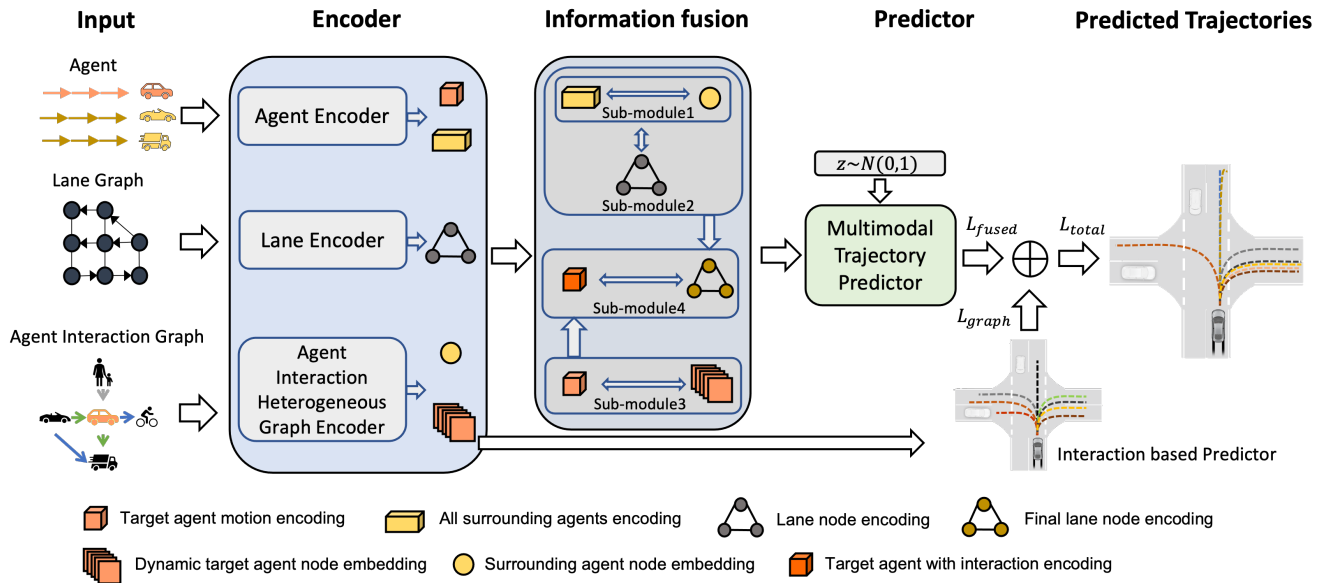 Input
Encoder
Information fusion
Predictor
Predicted Trajectories
Agent
Agent Encoder
Sub-module1
Sub-module2
z~N(0,1)
Lane Graph
Lane Encoder
Multimodal
Trajectory
Predictor
L_fused
L_total
Sub-module4
L_graph
Agent Interaction Graph
Agent
Interaction
Heterogeneous
Graph Encoder
Sub-module3
Interaction based Predictor
Target agent motion encoding
All surrounding agents encoding
Lane node encoding
Final lane node encoding
Dynamic target agent node embedding
Surrounding agent node embedding
Target agent with interaction encoding